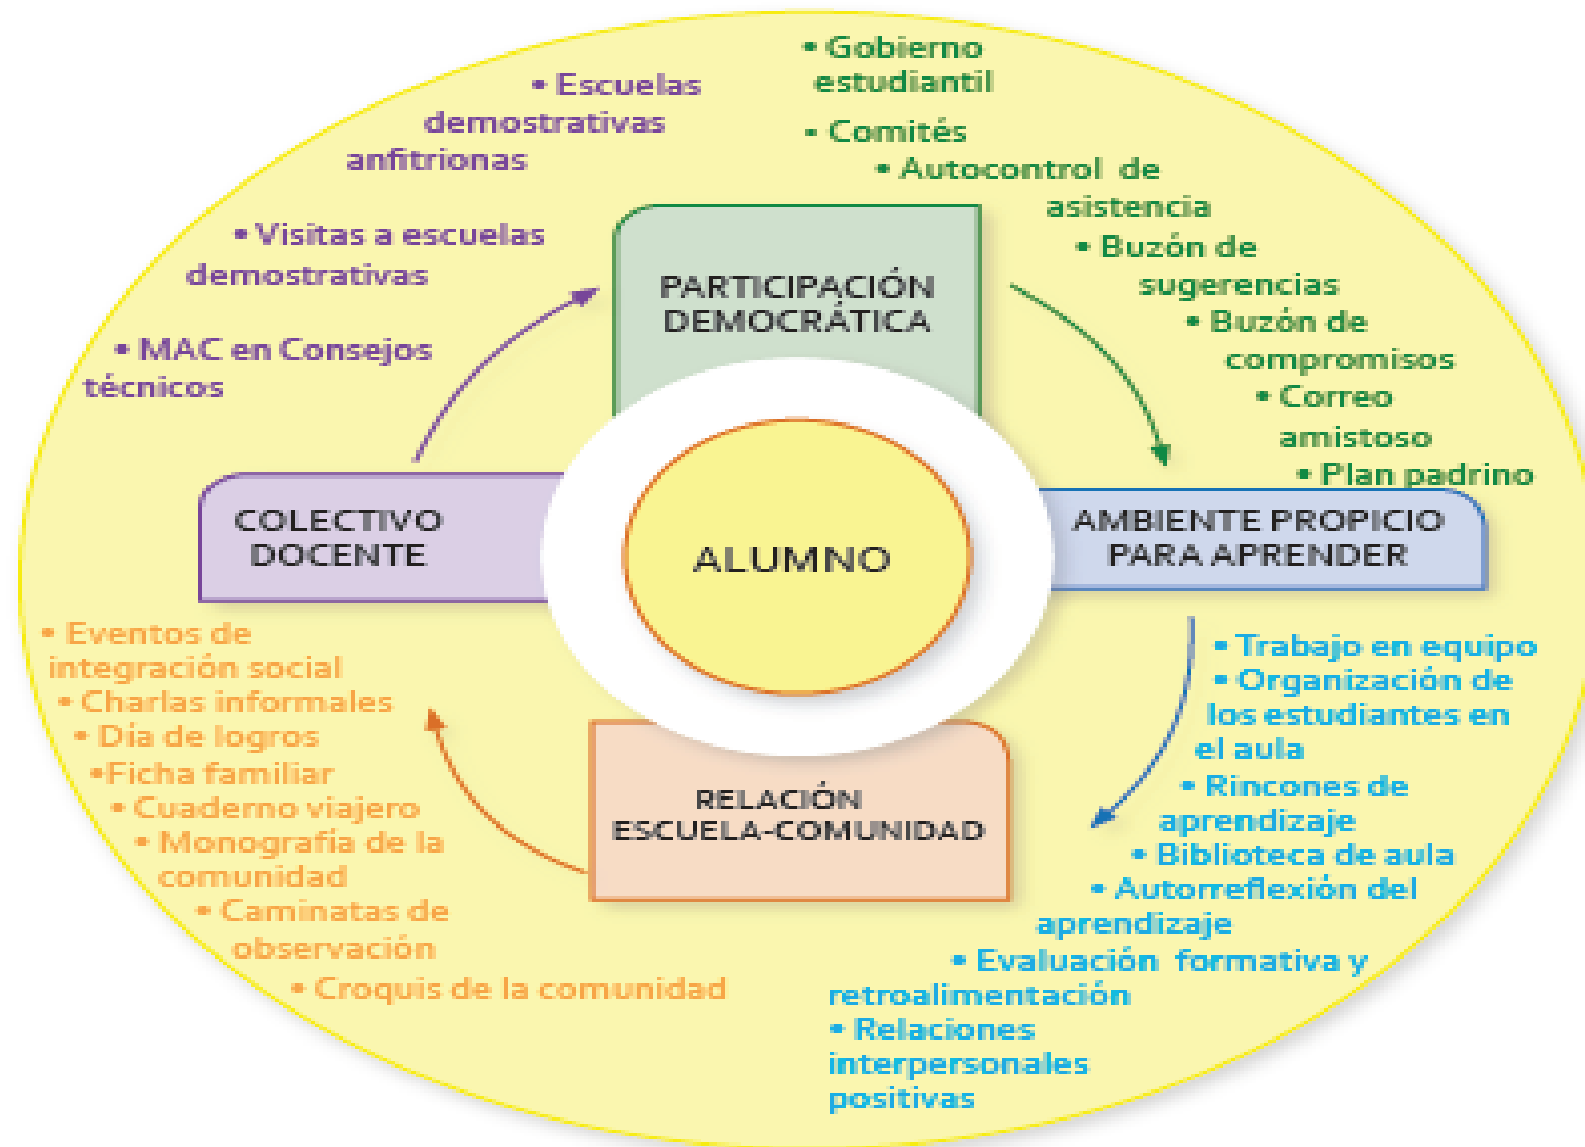 • Gobierno
estudiantil
• Comités
• Autocontrol de
asistencia
• Buzón de
sugerencias
• Buzón de
compromisos
• Correo
amistoso
• Plan padrino
• Escuelas
demostrativas
anfitrionas
• Visitas a escuelas
demostrativas
• MAC en Consejos
técnicos
PARTICIPACIÓN
DEMOCRÁTICA
COLECTIVO
DOCENTE
ALUMNO
AMBIENTE PROPICIO
PARA APRENDER
RELACIÓN
ESCUELA-COMUNIDAD
• Trabajo en equipo
• Organización de
los estudiantes en
el aula
• Rincones de
aprendizaje
• Biblioteca de aula
• Autorreflexión del
aprendizaje
• Evaluación formativa y
retroalimentación
• Relaciones
interpersonales
positivas
• Eventos de
integración social
• Charlas informales
• Día de logros
•Ficha familiar
• Cuaderno viajero
• Monografía de la
comunidad
• Caminatas de
observación
• Croquis de la comunidad